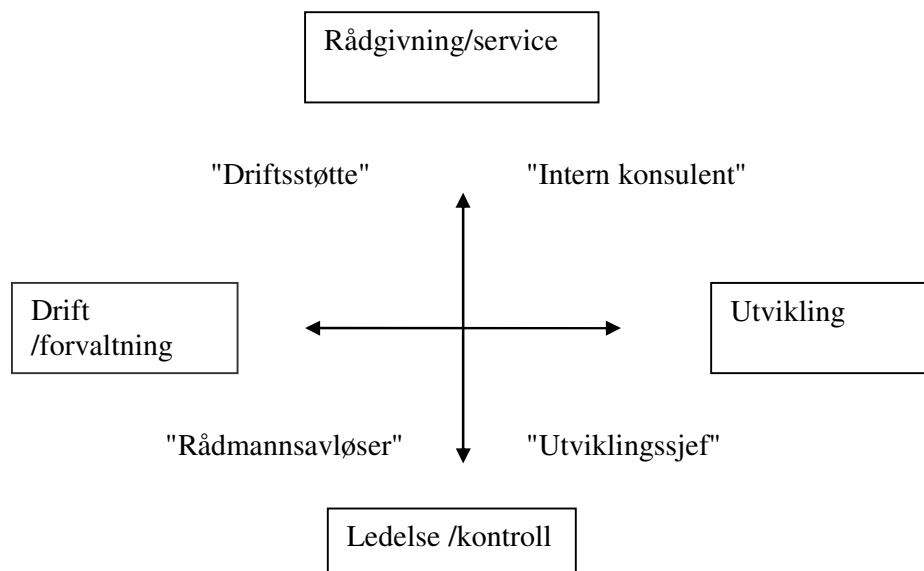 Rådgivning/service
"Driftsstøtte"
"Intern konsulent"
Drift
/forvaltning
Utvikling
"Rådmannsavløser"
"Utviklingssjef"
Ledelse /kontroll